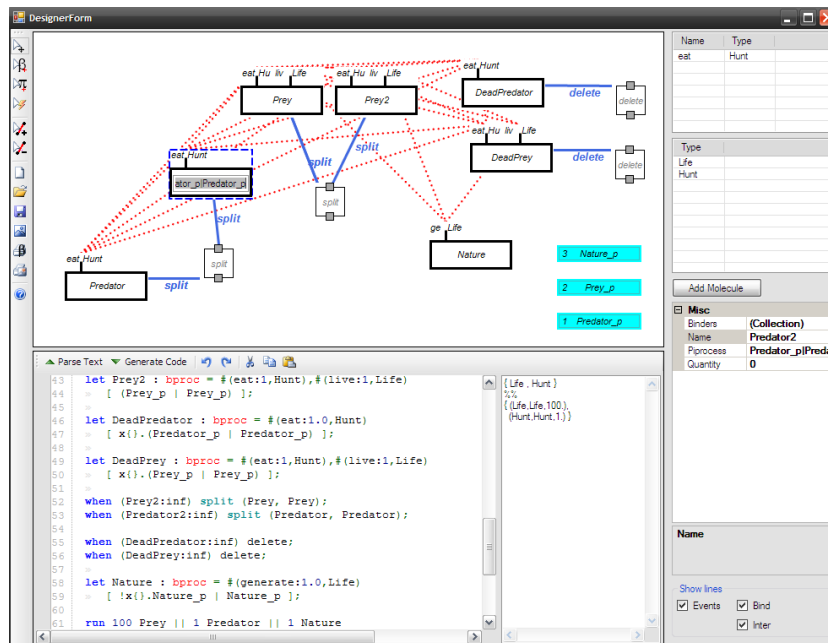 DesignerForm
eat Hu liv Life
eat Hu liv Life
eat Hunt
Prey
Prey2
DeadPredator
delete
delete
eat Hu liv Life
eat Hunt
split
split
DeadPrey
delete
delete
ator_p|Predator_p
split
split
ge Life
eat Hunt
split
Nature
3 Nature_p
Predator
split
2 Prey_p
1 Predator_p
Name Type
eat Hunt
Type
Life
Hunt
Add Molecule
Misc
Binders (Collection)
Name Predator2
Piprocess Predator_p|Preda
Quantity 0
Name
Show lines
Events Bind
Inter
Parse Text Generate Code
43 let Prey2 : bproc = #(eat:1,Hunt),#(live:1,Life)
44 » [ (Prey_p | Prey_p) ];
45 »
46 let DeadPredator : bproc = #(eat:1.0,Hunt)
47 » [ x{}.(Predator_p | Predator_p) ];
48 »
49 let DeadPrey : bproc = #(eat:1,Hunt),#(live:1,Life)
50 » [ x{}.(Prey_p | Prey_p) ];
51 »
52 when (Prey2:inf) split (Prey, Prey);
53 when (Predator2:inf) split (Predator, Predator);
54
55 when (DeadPredator:inf) delete;
56 when (DeadPrey:inf) delete;
57 »
58 let Nature : bproc = #(generate:1.0,Life)
59 » [ !x{}.Nature_p | Nature_p ];
60
61 run 100 Prey || 1 Predator || 1 Nature
{ Life , Hunt }
%%
{ (Life,Life,100.),
(Hunt,Hunt,1.) }